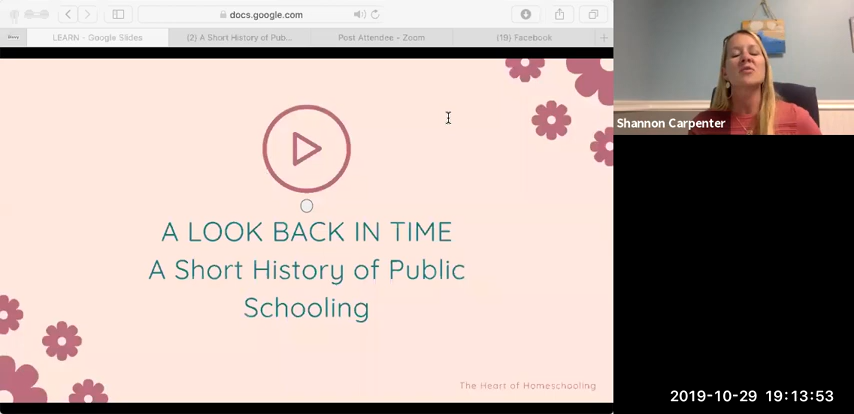 docs.google.com
LEARN - Google Slides
(2) A Short History of Pub...
Post Attendee - Zoom
(19) Facebook
Shannon Carpenter
A LOOK BACK IN TIME
A Short History of Public
Schooling
The Heart of Homeschooling
2019-10-29 19:13:53